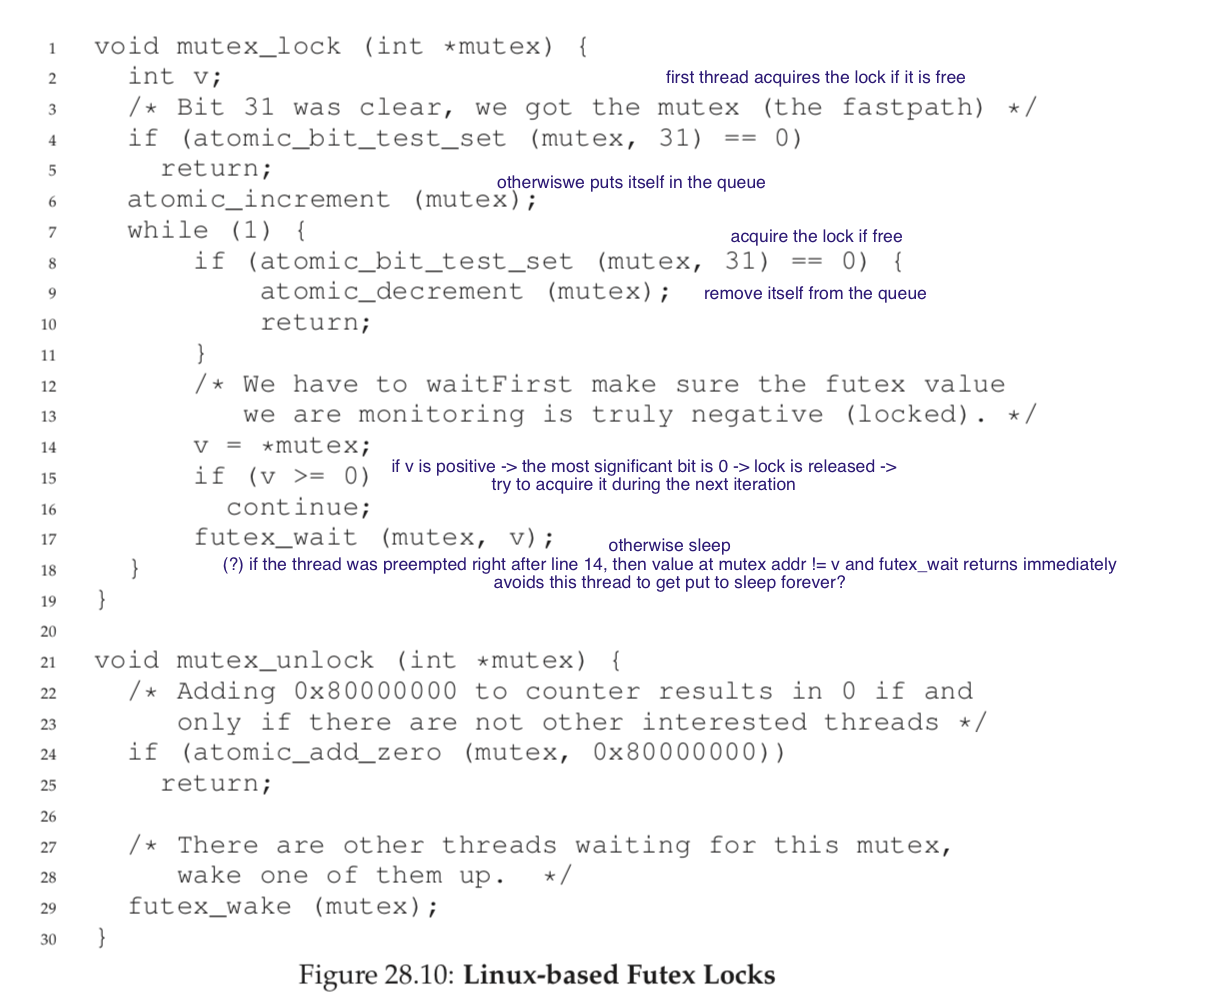 1 void mutex_lock (int *mutex) {
2 int v;
first thread acquires the lock if it is free
3 /* Bit 31 was clear, we got the mutex (the fastpath) */
4 if (atomic_bit_test_set (mutex, 31) == 0)
5 return;
otherwiswe puts itself in the queue
6 atomic_increment (mutex);
7 while (1) {
acquire the lock if free
8 if (atomic_bit_test_set (mutex, 31) == 0) {
9 atomic_decrement (mutex); remove itself from the queue
10 return;
11 }
12 /* We have to waitFirst make sure the futex value
13 we are monitoring is truly negative (locked). */
14 v = *mutex;
if v is positive -> the most significant bit is 0 -> lock is released ->
15 if (v >= 0)
try to acquire it during the next iteration
16 continue;
17 futex_wait (mutex, v);
otherwise sleep
(?) if the thread was preempted right after line 14, then value at mutex addr != v and futex_wait returns immediately
18 }
avoids this thread to get put to sleep forever?
19 }
20
21 void mutex_unlock (int *mutex) {
22 /* Adding 0x80000000 to counter results in 0 if and
23 only if there are not other interested threads */
24 if (atomic_add_zero (mutex, 0x80000000))
25 return;
26
27 /* There are other threads waiting for this mutex,
28 wake one of them up. */
29 futex_wake (mutex);
30 }
Figure 28.10: Linux-based Futex Locks